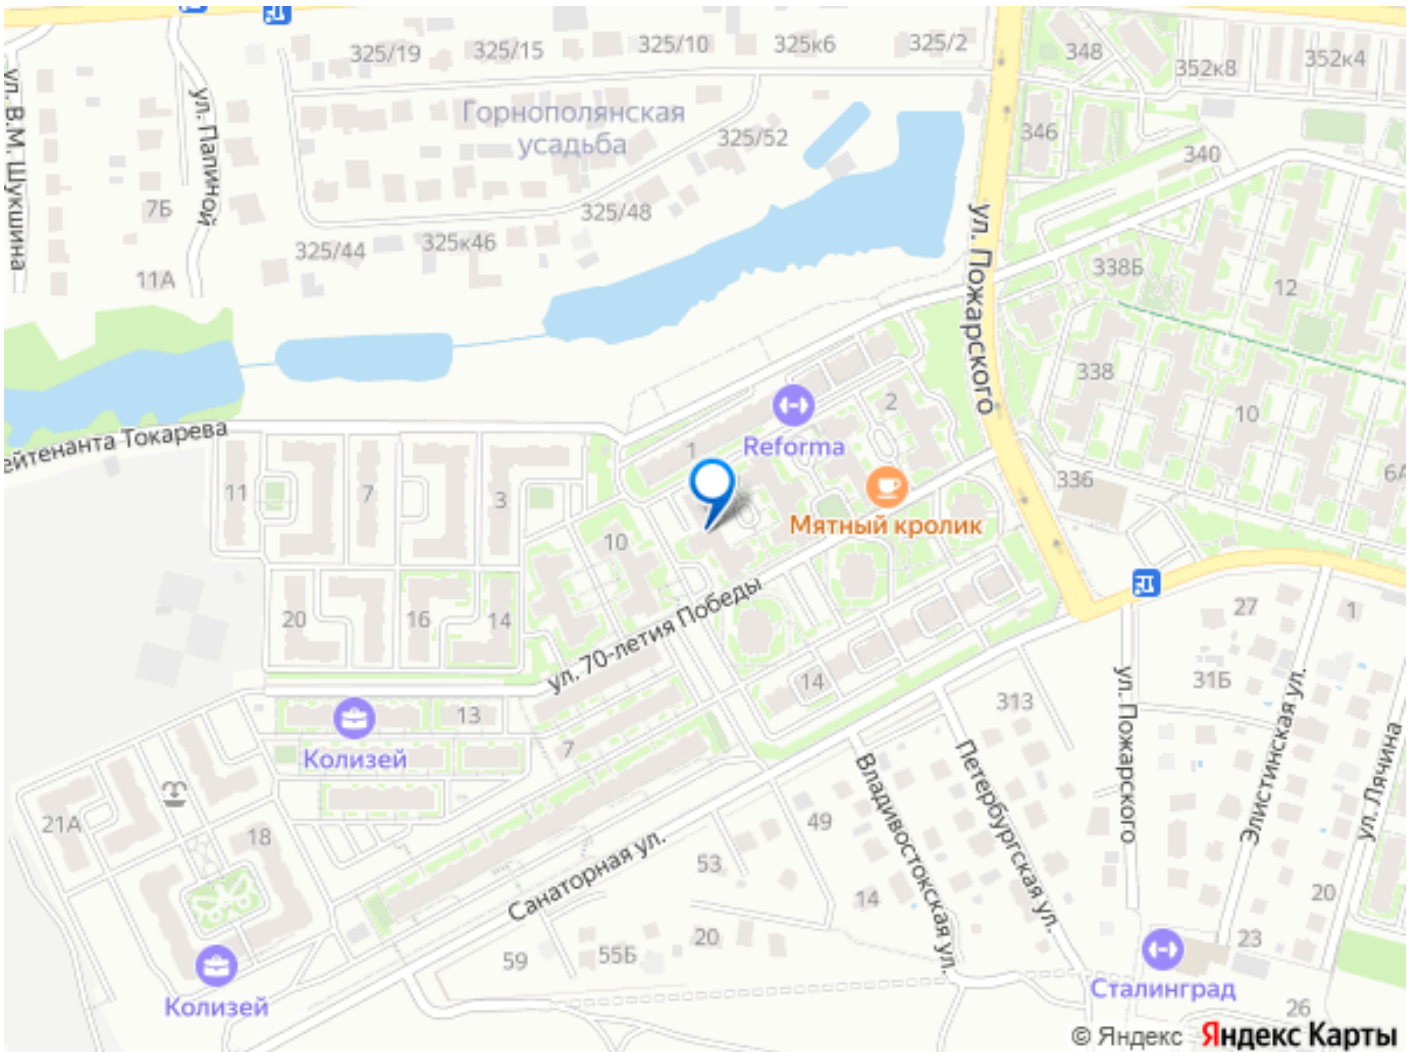 325/19
325/15
325/10
325к6
325/2
348
352к8
352к4
ул. В.М. Шукшина
ул. Папиной
Горнополянская
усадьба
325/52
346
340
7Б
325/48
325/44
325к46
11А
ул. Пожарского
338Б
12
338
10
2
ейтенанта Токарева
1
Reforma
11
7
3
336
6А
Мятный кролик
10
20
16
14
ул. 70-летия Победы
27
1
14
313
31Б
13
Колизей
7
ул. Пожарского
Элистинская ул.
ул. Лячина
21А
18
Владивостокская ул.
Петербургская ул.
49
53
Санаторная ул.
14
20
20
59
55Б
23
Колизей
Сталинград
26
© Яндекс Яндекс Карты